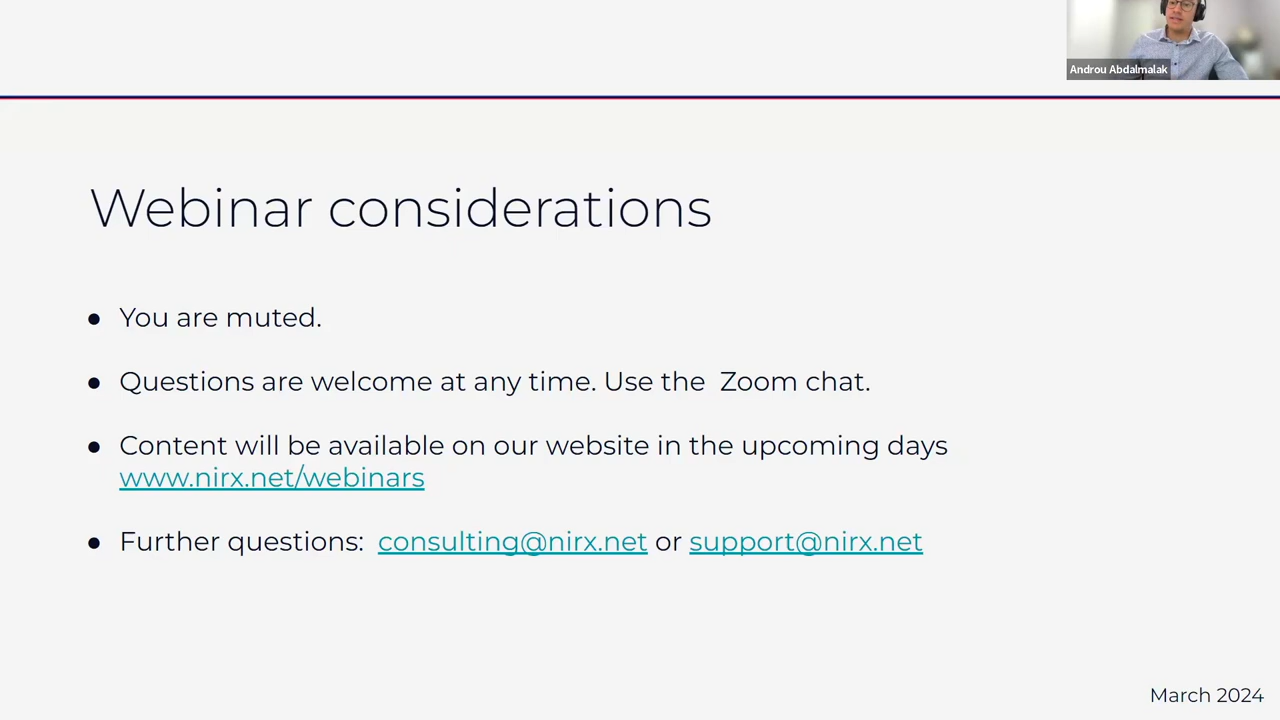 Androu Abdalmalak
Webinar considerations
● You are muted.
● Questions are welcome at any time. Use the  Zoom chat.
● Content will be available on our website in the upcoming days
www.nirx.net/webinars
● Further questions:  consulting@nirx.net or support@nirx.net
March 2024